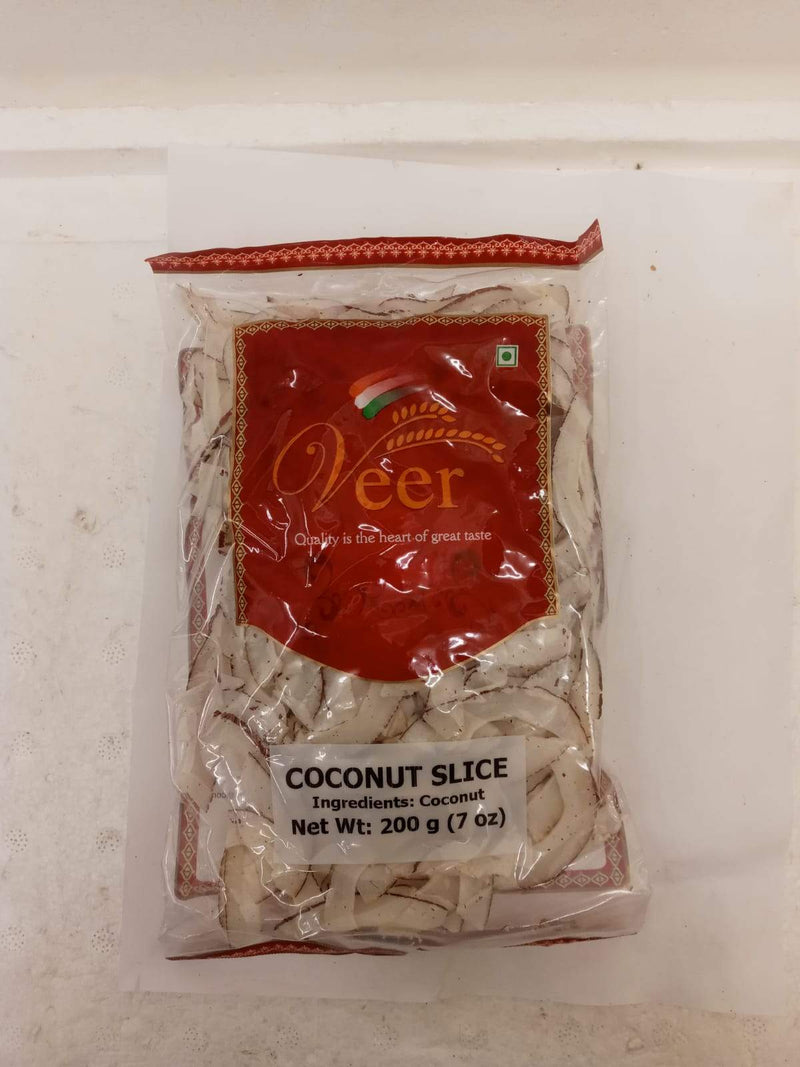 Veer
Quality is the heart of great taste
COCONUT SLICE
Ingredients: Coconut
Net Wt: 200 g (7 oz)